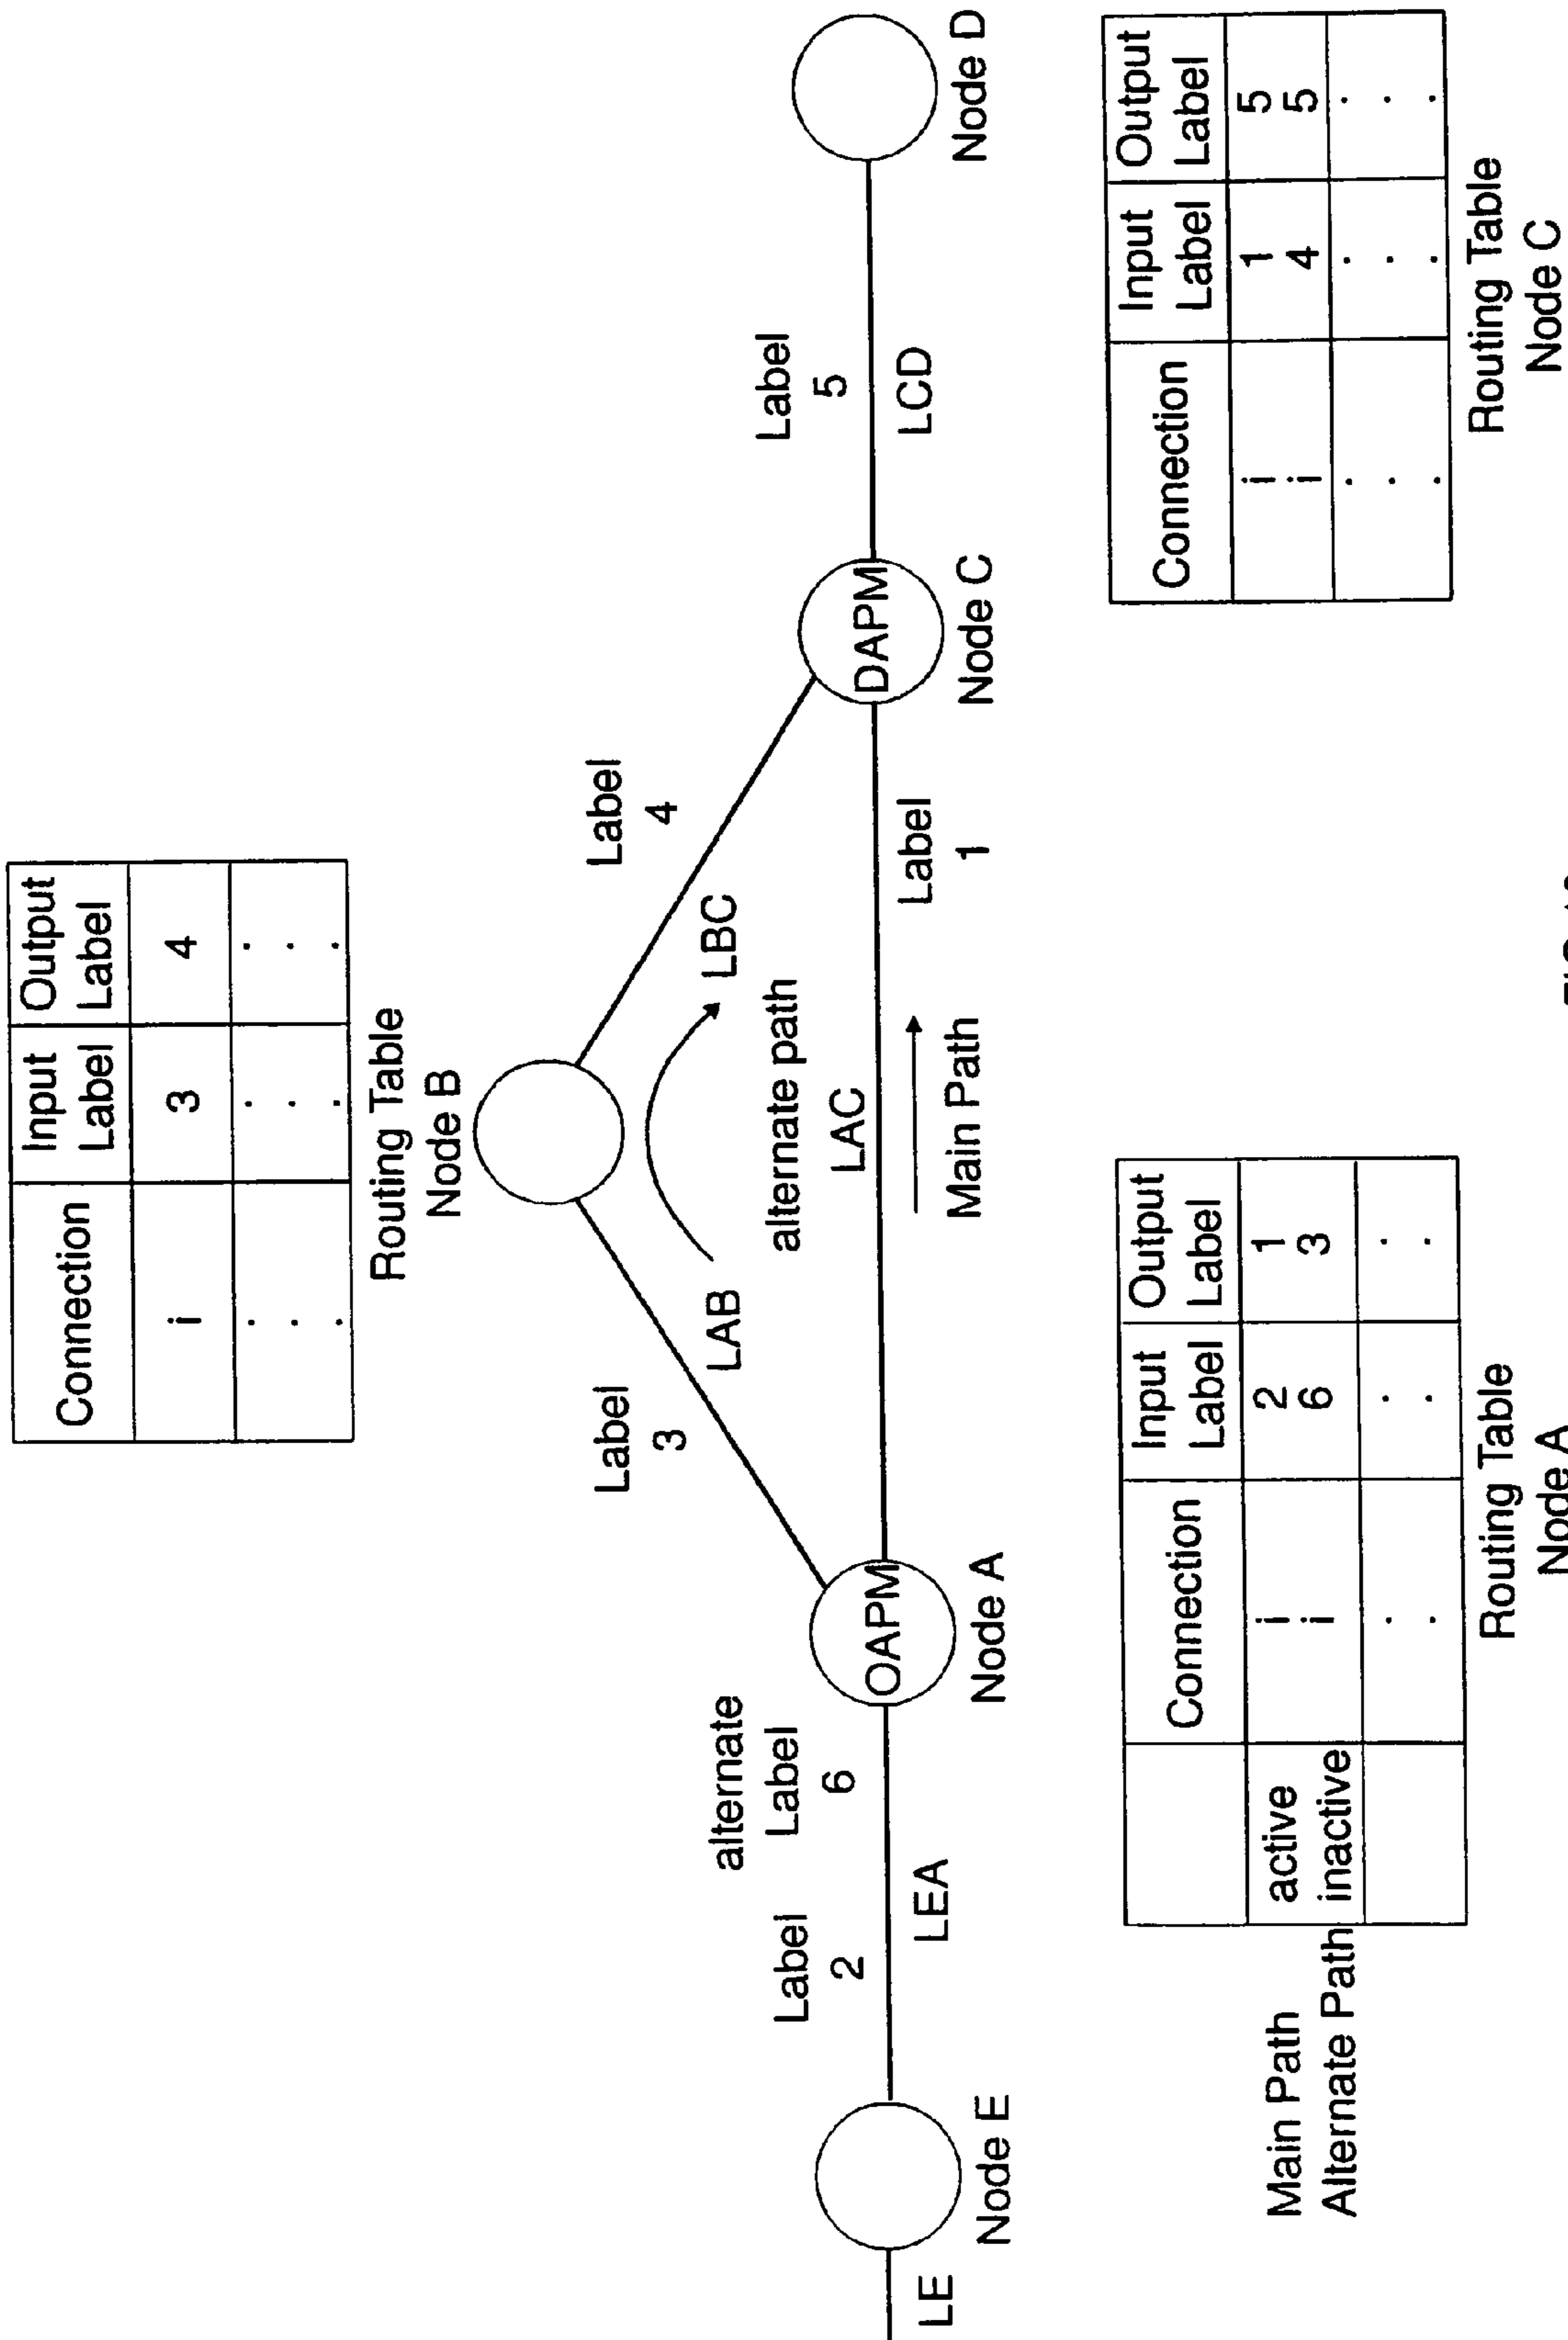 Connection Input Label Output Label
i 3 4
. . .
. . .
. . .
Routing Table
Node B
Label
3
Label
4
LAB
LBC
alternate path
LAC
Main Path
Label
1
Label
2
alternate
Label
6
Label
5
LE
LEA
LCD
OAPM
DAPM
Node E
Node A
Node C
Node D
Connection Input Label Output Label
Main Path active i 2 1
Alternate Path inactive i 6 3
. . .
. . .
Routing Table
Node A
Connection Input Label Output Label
i 1 5
i 4 5
. . .
. . .
. . .
Routing Table
Node C